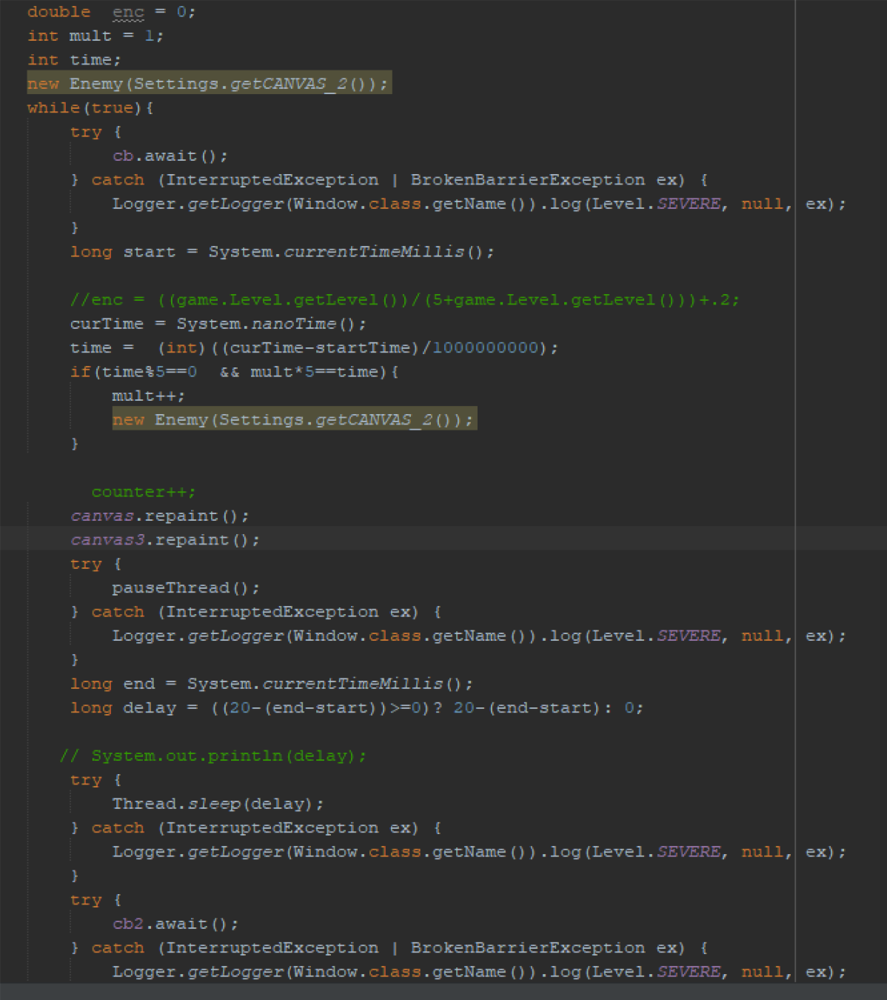 double  enc = 0;
int mult = 1;
int time;
new Enemy(Settings.getCANVAS_2());
while(true){
    try {
        cb.await();
    } catch (InterruptedException | BrokenBarrierException ex) {
        Logger.getLogger(Window.class.getName()).log(Level.SEVERE, null, ex);
    }
    long start = System.currentTimeMillis();

    //enc = ((game.Level.getLevel())/(5+game.Level.getLevel()))+.2;
    curTime = System.nanoTime();
    time =  (int)((curTime-startTime)/1000000000);
    if(time%5==0  && mult*5==time){
        mult++;
        new Enemy(Settings.getCANVAS_2());
    }

      counter++;
    canvas.repaint();
    canvas3.repaint();
    try {
        pauseThread();
    } catch (InterruptedException ex) {
        Logger.getLogger(Window.class.getName()).log(Level.SEVERE, null, ex);
    }
    long end = System.currentTimeMillis();
    long delay = ((20-(end-start))>=0)? 20-(end-start): 0;

   // System.out.println(delay);
    try {
        Thread.sleep(delay);
    } catch (InterruptedException ex) {
        Logger.getLogger(Window.class.getName()).log(Level.SEVERE, null, ex);
    }
    try {
        cb2.await();
    } catch (InterruptedException | BrokenBarrierException ex) {
        Logger.getLogger(Window.class.getName()).log(Level.SEVERE, null, ex);